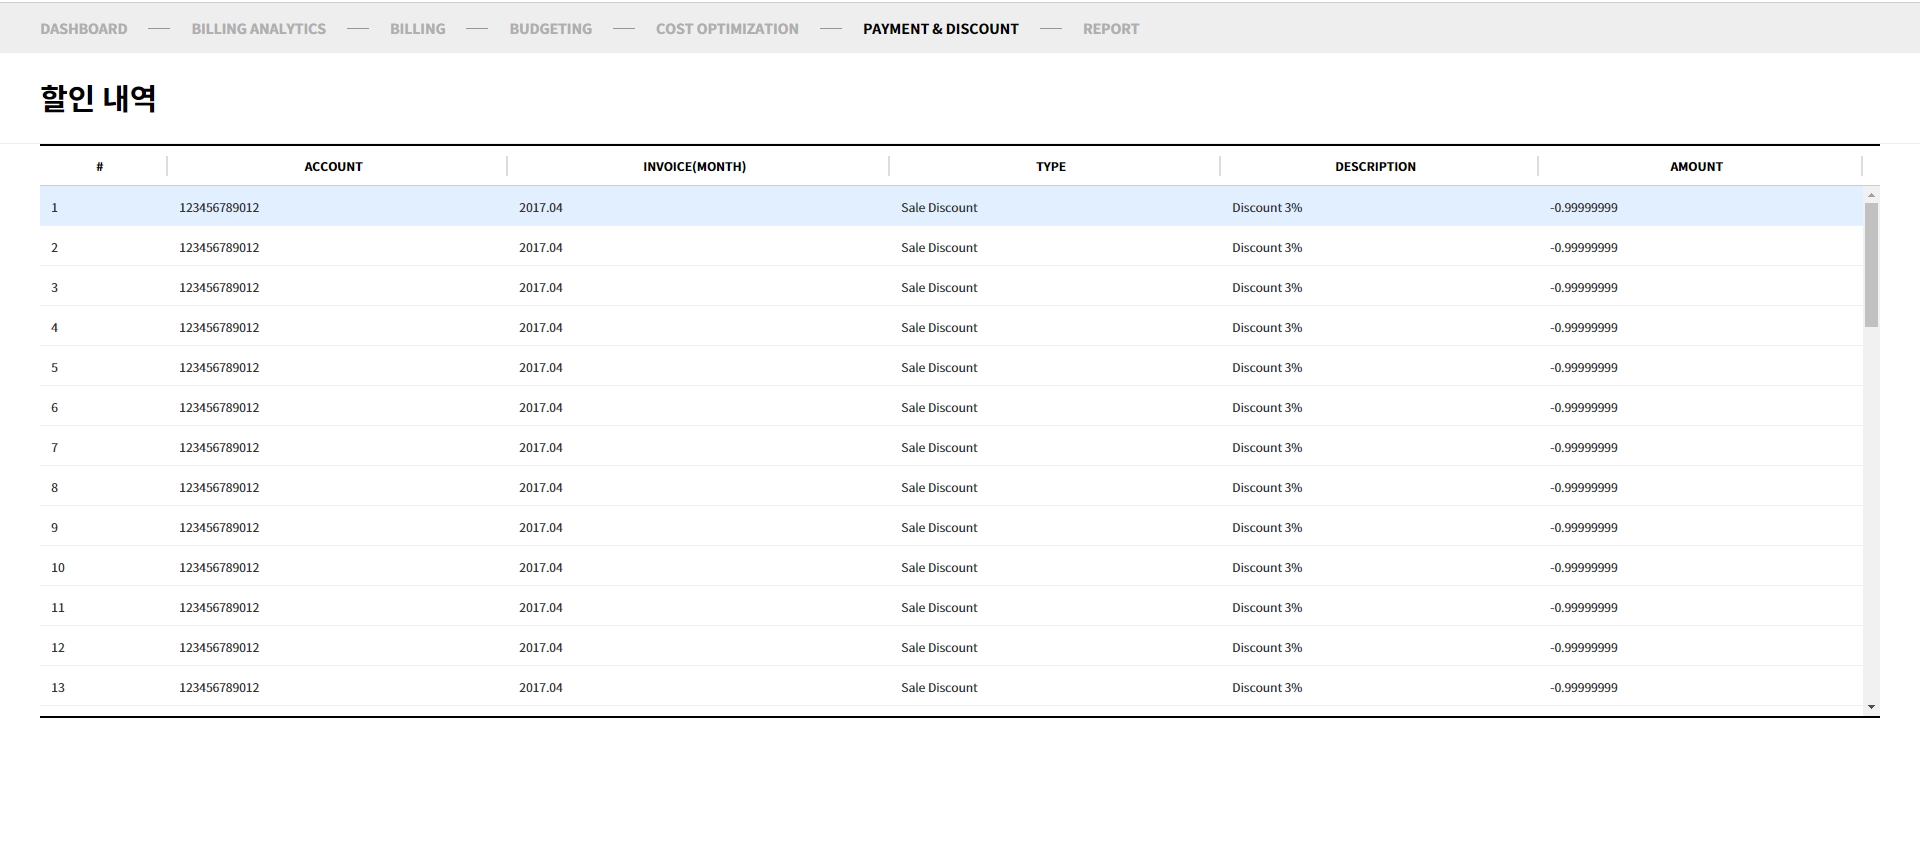 DASHBOARD — BILLING ANALYTICS — BILLING — BUDGETING — COST OPTIMIZATION — PAYMENT & DISCOUNT — REPORT
할인 내역
# ACCOUNT INVOICE(MONTH) TYPE DESCRIPTION AMOUNT
1 123456789012 2017.04 Sale Discount Discount 3% -0.99999999
2 123456789012 2017.04 Sale Discount Discount 3% -0.99999999
3 123456789012 2017.04 Sale Discount Discount 3% -0.99999999
4 123456789012 2017.04 Sale Discount Discount 3% -0.99999999
5 123456789012 2017.04 Sale Discount Discount 3% -0.99999999
6 123456789012 2017.04 Sale Discount Discount 3% -0.99999999
7 123456789012 2017.04 Sale Discount Discount 3% -0.99999999
8 123456789012 2017.04 Sale Discount Discount 3% -0.99999999
9 123456789012 2017.04 Sale Discount Discount 3% -0.99999999
10 123456789012 2017.04 Sale Discount Discount 3% -0.99999999
11 123456789012 2017.04 Sale Discount Discount 3% -0.99999999
12 123456789012 2017.04 Sale Discount Discount 3% -0.99999999
13 123456789012 2017.04 Sale Discount Discount 3% -0.99999999